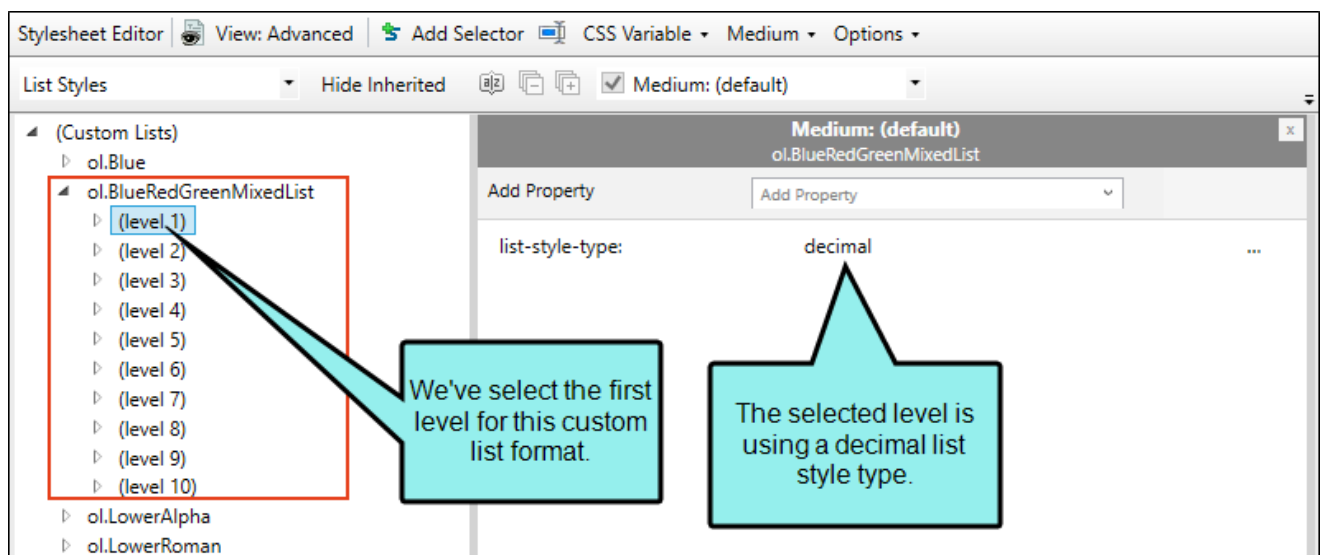 Stylesheet Editor View: Advanced Add Selector CSS Variable Medium Options
List Styles Hide Inherited Medium: (default)
(Custom Lists)
ol.Blue
ol.BlueRedGreenMixedList
(level 1)
(level 2)
(level 3)
(level 4)
(level 5)
(level 6)
(level 7)
(level 8)
(level 9)
(level 10)
ol.LowerAlpha
ol.LowerRoman
Medium: (default)
x
ol.BlueRedGreenMixedList
Add Property Add Property
list-style-type: decimal ...
We've select the first
level for this custom
list format.
The selected level is
using a decimal list
style type.